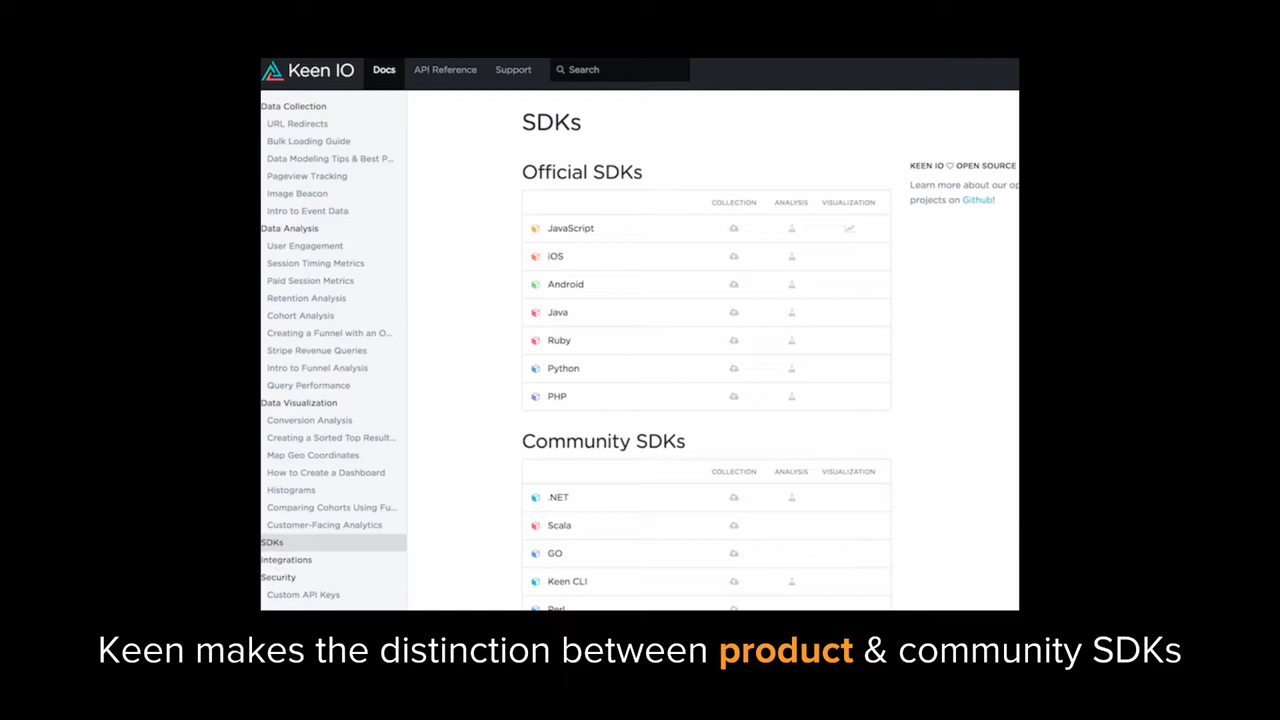 Keen IO
Docs
API Reference
Support
Search
Data Collection
URL Redirects
Bulk Loading Guide
Data Modeling Tips & Best P...
Pageview Tracking
Image Beacon
Intro to Event Data
Data Analysis
User Engagement
Session Timing Metrics
Paid Session Metrics
Retention Analysis
Cohort Analysis
Creating a Funnel with an O...
Stripe Revenue Queries
Intro to Funnel Analysis
Query Performance
Data Visualization
Conversion Analysis
Creating a Sorted Top Result...
Map Geo Coordinates
How to Create a Dashboard
Histograms
Comparing Cohorts Using Fu...
Customer-Facing Analytics
SDKs
Integrations
Security
Custom API Keys
SDKs
Official SDKs
COLLECTION ANALYSIS VISUALIZATION
JavaScript
iOS
Android
Java
Ruby
Python
PHP
Community SDKs
COLLECTION ANALYSIS VISUALIZATION
.NET
Scala
GO
Keen CLI
Perl
KEEN IO ♡ OPEN SOURCE
Learn more about our op
projects on Github!
Keen makes the distinction between product & community SDKs